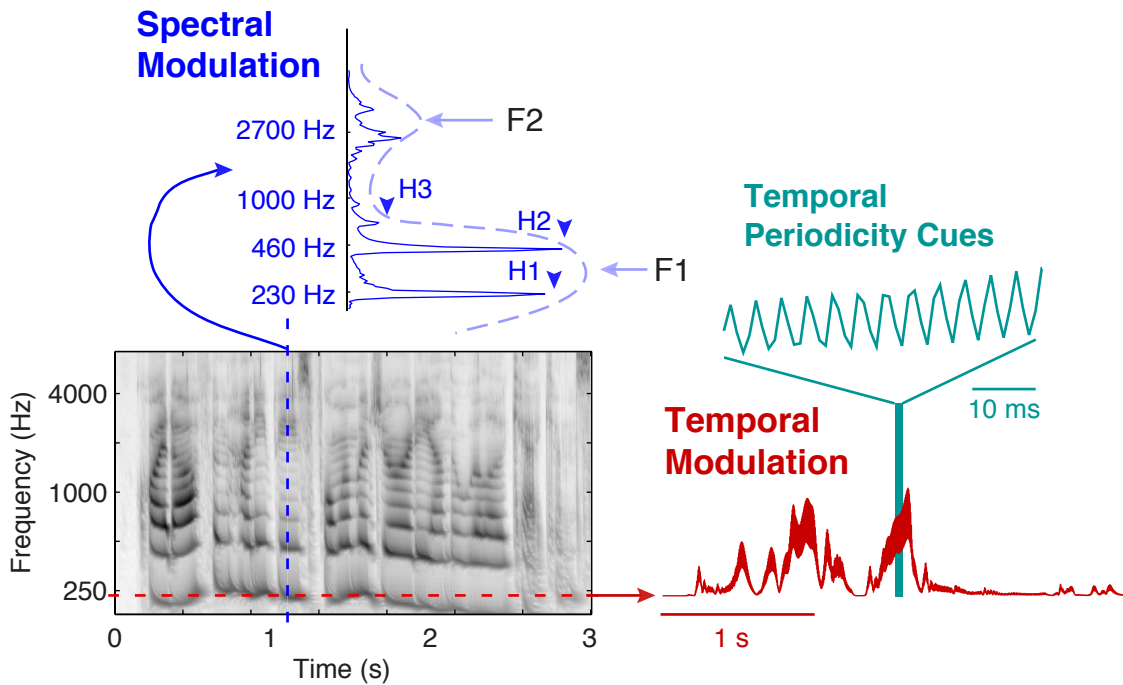 Spectral
Modulation
2700 Hz
1000 Hz
460 Hz
230 Hz
F2
H3
H2
H1
F1
Temporal
Periodicity Cues
10 ms
Temporal
Modulation
1 s
Frequency (Hz)
4000
1000
250
0
1
2
3
Time (s)